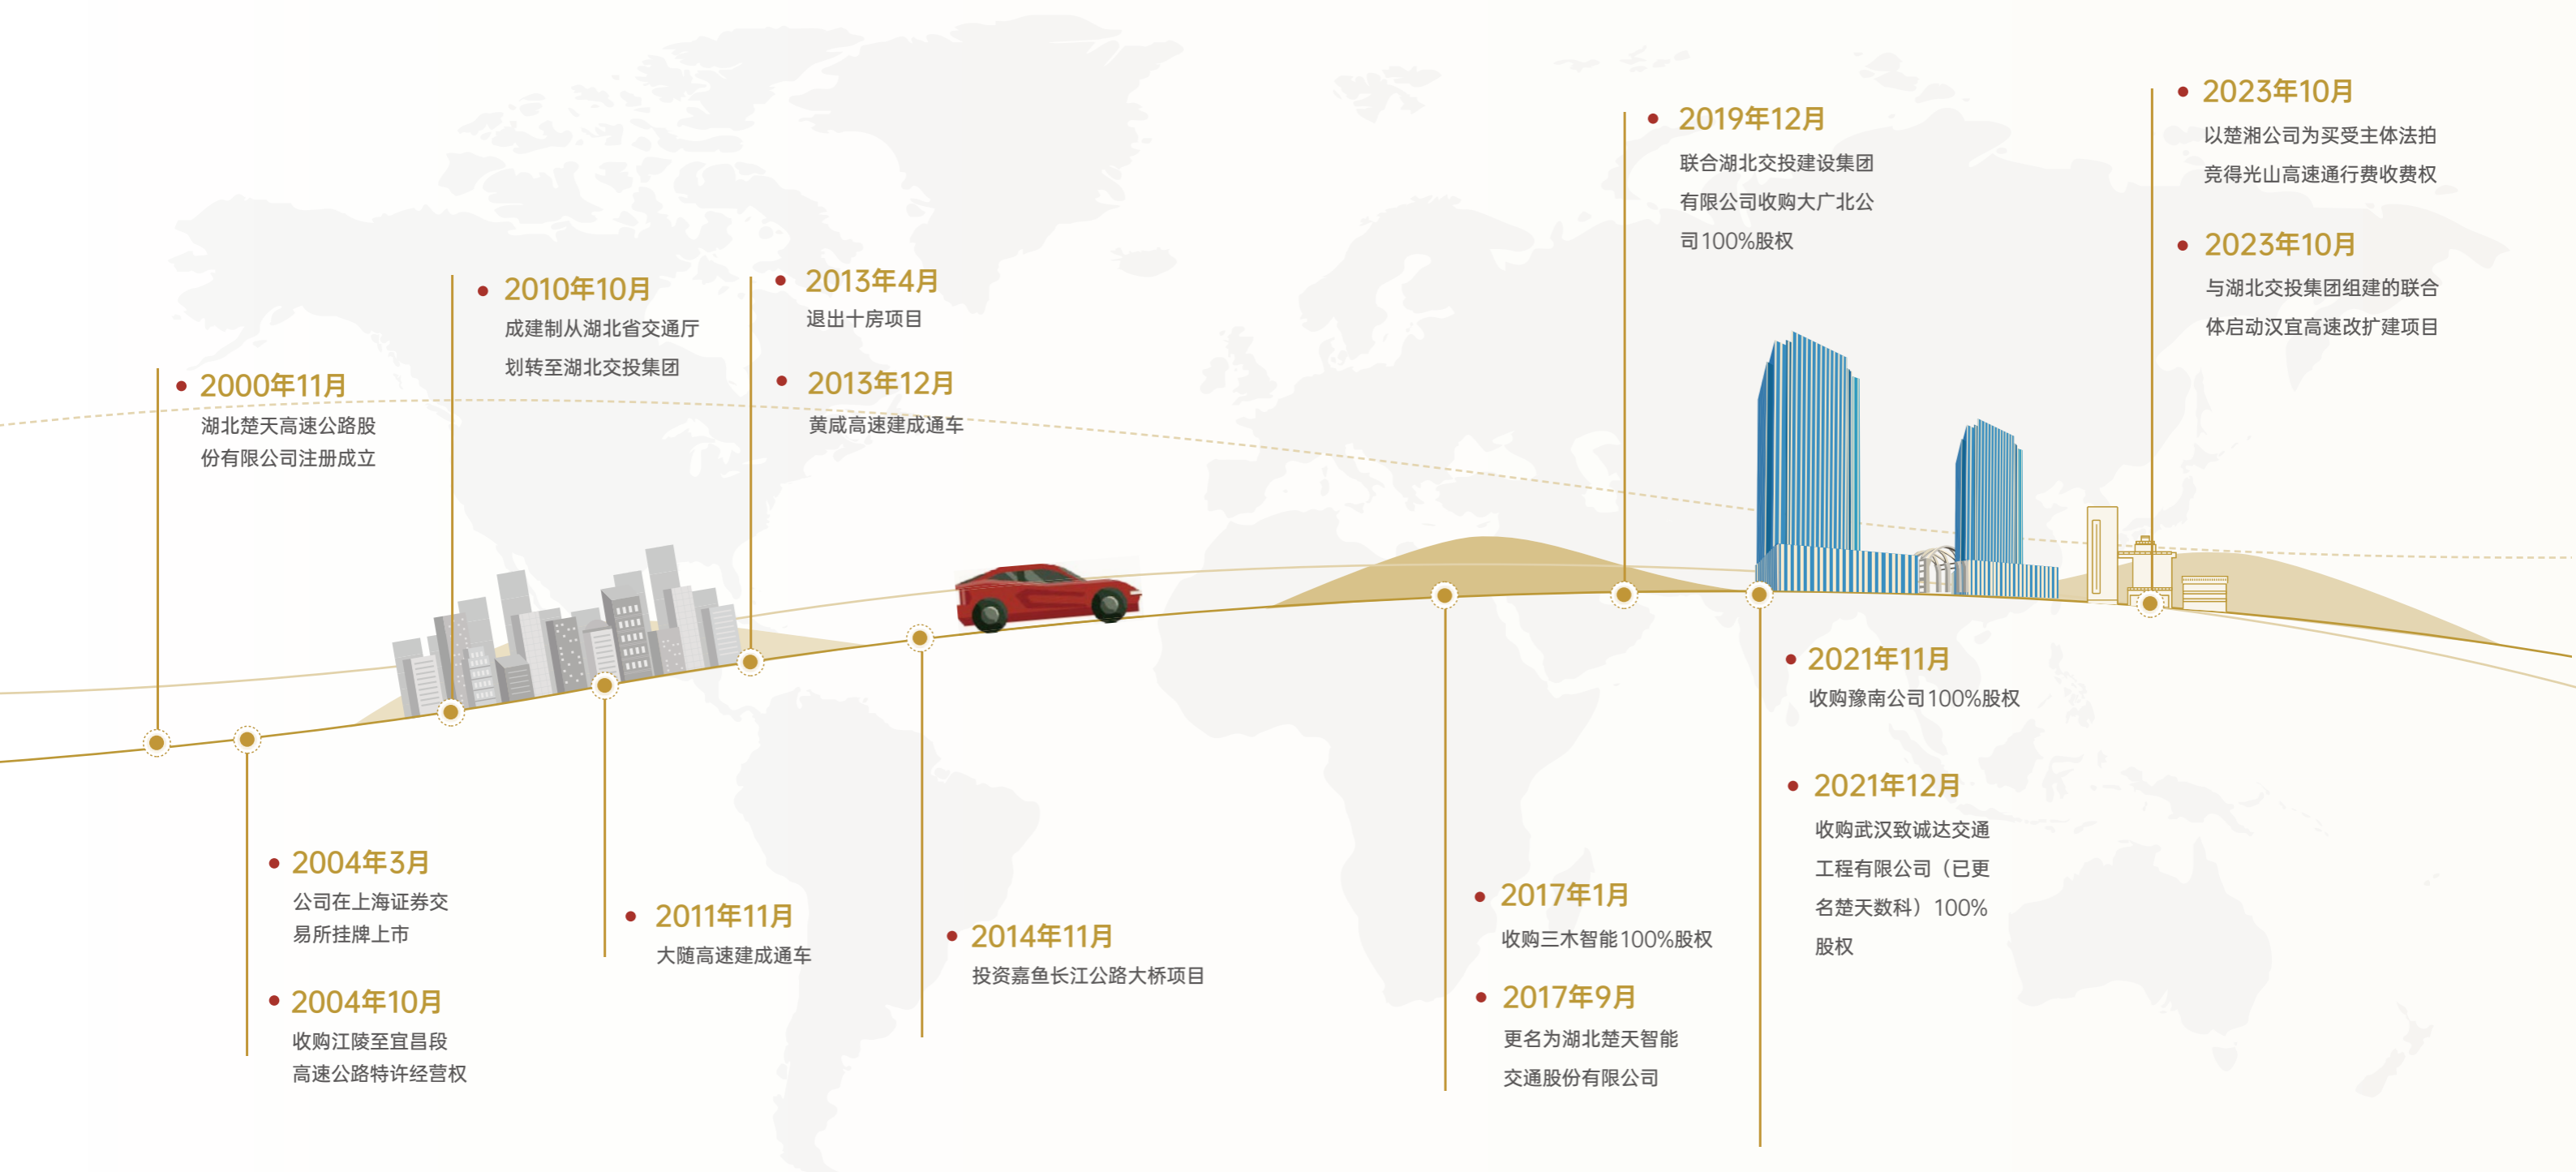 2000年11月
湖北楚天高速公路股
份有限公司注册成立
2004年3月
公司在上海证券交
易所挂牌上市
2004年10月
收购江陵至宜昌段
高速公路特许经营权
2010年10月
成建制从湖北省交通厅
划转至湖北交投集团
2011年11月
大随高速建成通车
2013年4月
退出十房项目
2013年12月
黄咸高速建成通车
2014年11月
投资嘉鱼长江公路大桥项目
2017年1月
收购三木智能100%股权
2017年9月
更名为湖北楚天智能
交通股份有限公司
2019年12月
联合湖北交投建设集团
有限公司收购大广北公
司100%股权
2021年11月
收购豫南公司100%股权
2021年12月
收购武汉致诚达交通
工程有限公司（已更
名楚天数科）100%
股权
2023年10月
以楚湘公司为买受主体法拍
竞得光山高速通行费收费权
2023年10月
与湖北交投集团组建的联合
体启动汉宜高速改扩建项目